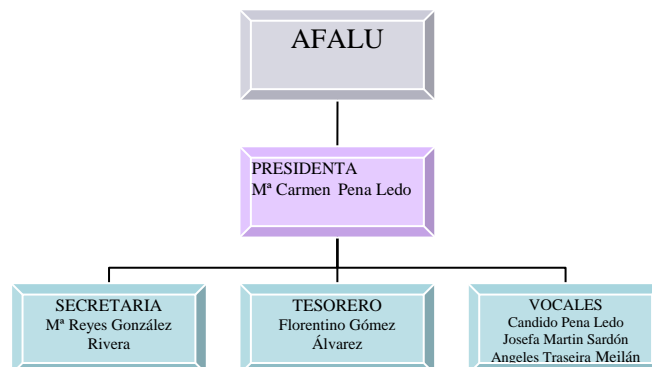 AFALU
PRESIDENTA
Mª Carmen Pena Ledo
SECRETARIA
Mª Reyes González
Rivera
TESORERO
Florentino Gómez
Álvarez
VOCALES
Candido Pena Ledo
Josefa Martin Sardón
Angeles Traseira Meilán